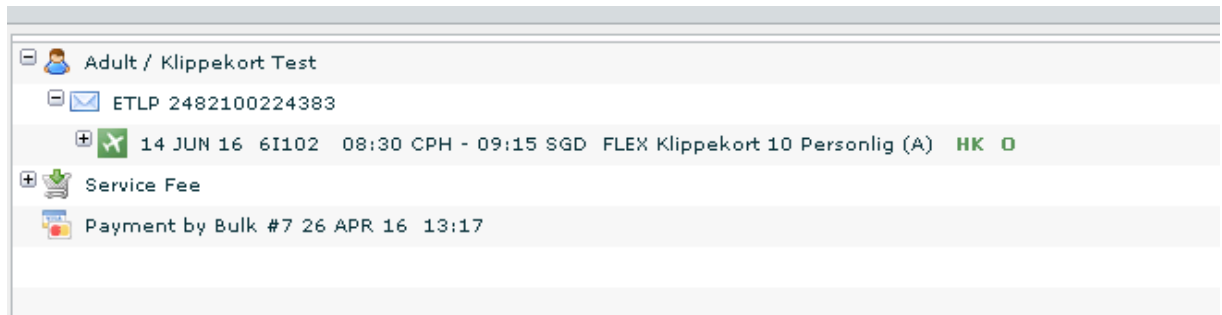 Adult / Klippekort Test
ETLP 2482100224383
14 JUN 16 6I102 08:30 CPH - 09:15 SGD FLEX Klippekort 10 Personlig (A) HK O
Service Fee
Payment by Bulk #7 26 APR 16 13:17